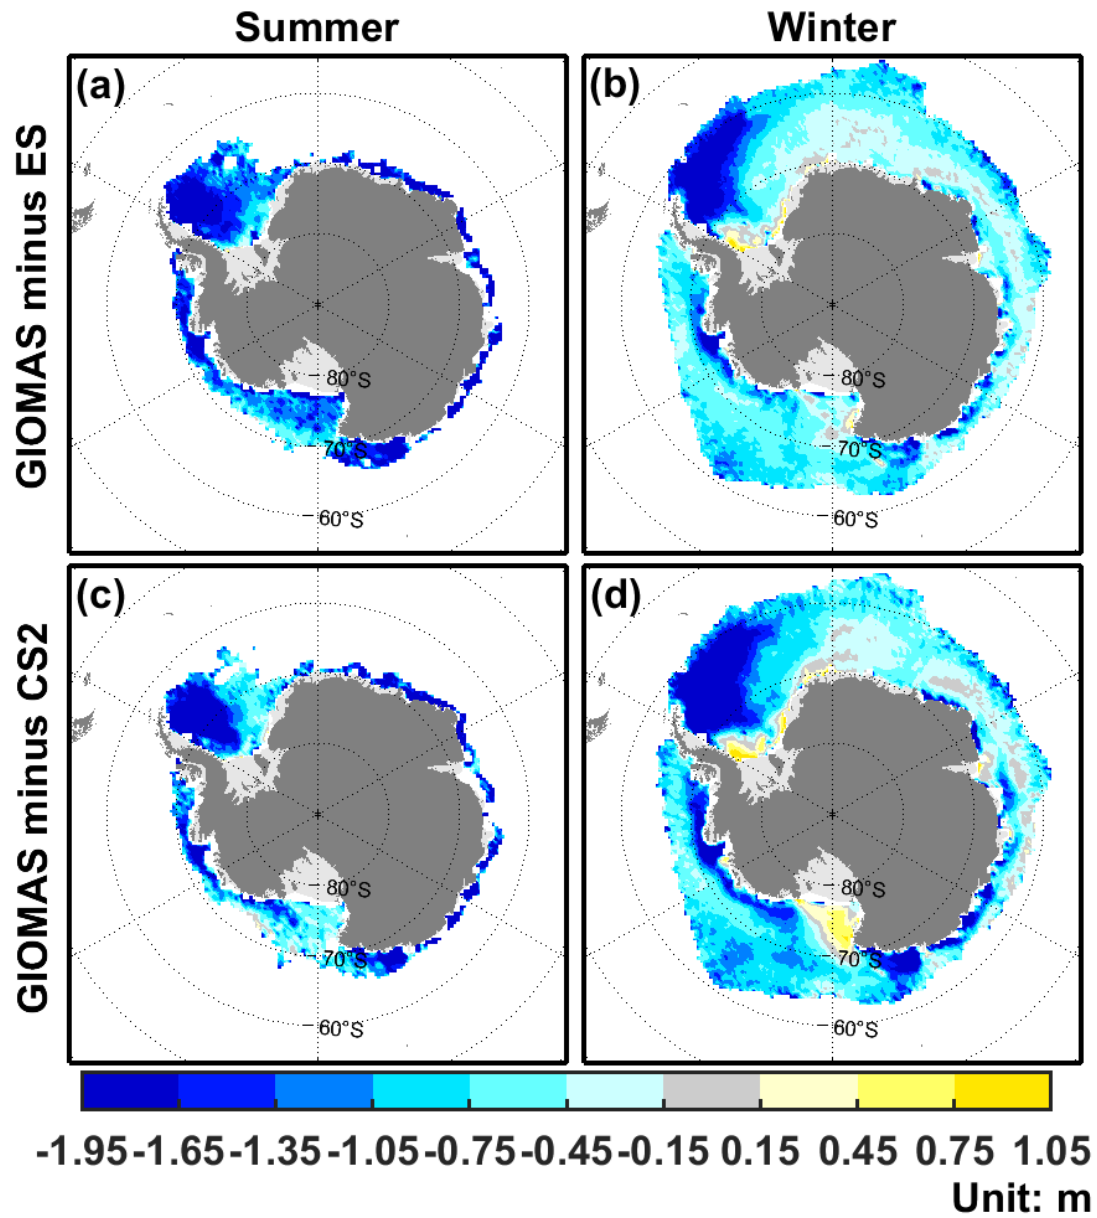 Summer Winter
(a) (b)
GIOMAS minus ES
80°S 80°S
70°S 70°S
60°S 60°S
(c) (d)
GIOMAS minus CS2
80°S 80°S
70°S 70°S
60°S 60°S
-1.95 -1.65 -1.35 -1.05 -0.75 -0.45 -0.15 0.15 0.45 0.75 1.05
Unit: m